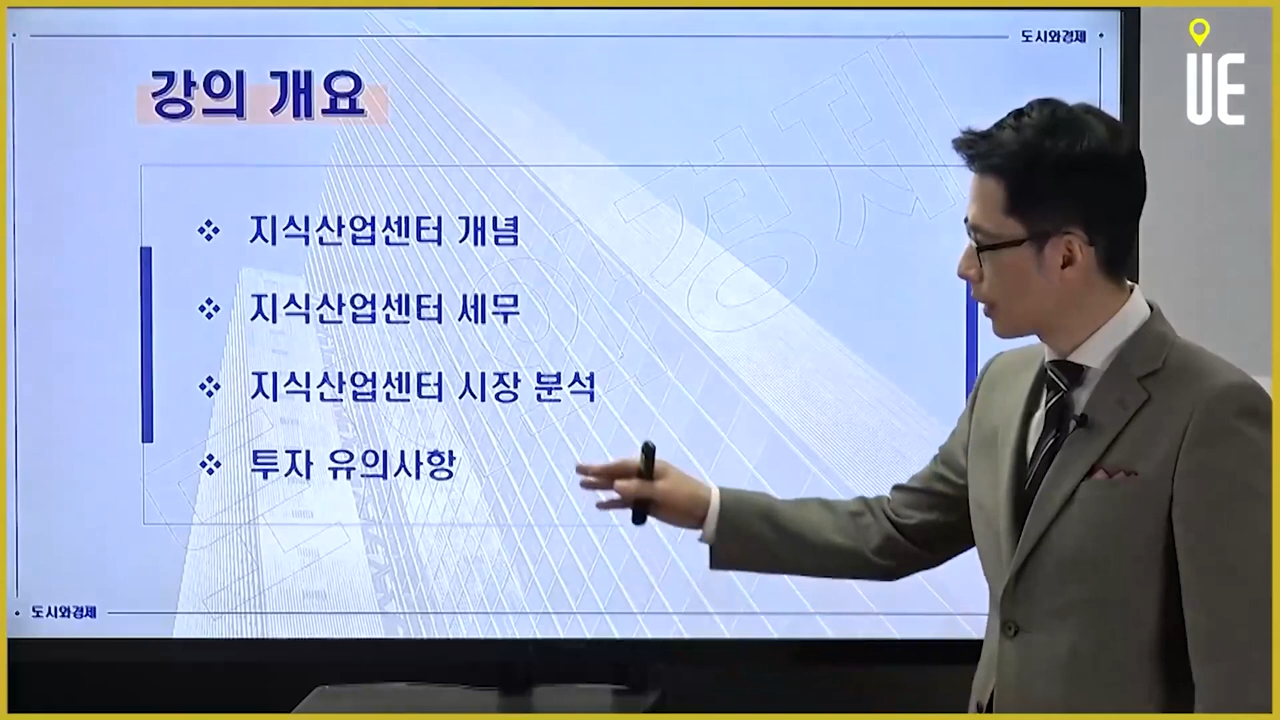 도시와경제
UE
강의 개요
지식산업센터 개념
지식산업센터 세무
지식산업센터 시장 분석
투자 유의사항
도시와경제